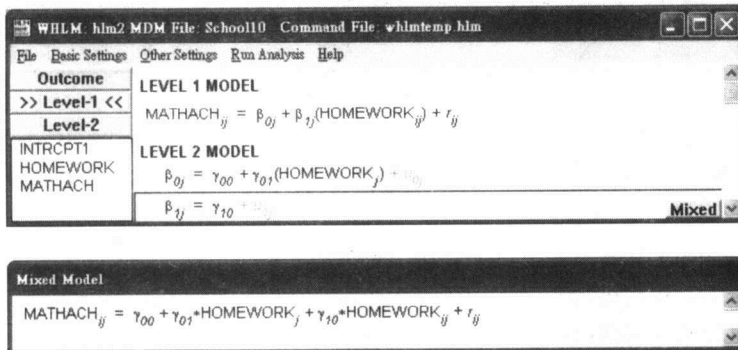 WHLM: hlm2 MDM File: School10 Command File: whlmtemp.hlm
File Basic Settings Other Settings Run Analysis Help
Outcome
>> Level-1 <<
Level-2
INTRCPT1
HOMEWORK
MATHACH
LEVEL 1 MODEL
MATHACH_ij = β_0j + β_1j(HOMEWORK_ij) + r_ij
LEVEL 2 MODEL
β_0j = γ_00 + γ_01(HOMEWORK_j) + u_0j
β_1j = γ_10 + u_1j
Mixed
Mixed Model
MATHACH_ij = γ_00 + γ_01*HOMEWORK_j + γ_10*HOMEWORK_ij + r_ij